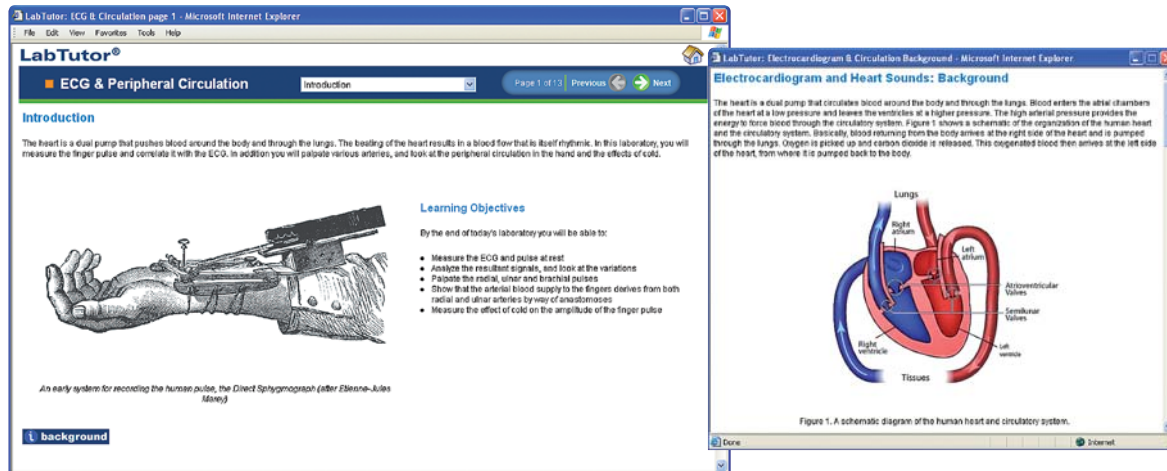 LabTutor: ECG & Circulation page 1 - Microsoft Internet Explorer
File Edit View Favorites Tools Help
LabTutor®
ECG & Peripheral Circulation
Introduction
Page 1 of 13 Previous Next
Introduction
The heart is a dual pump that pushes blood around the body and through the lungs. The beating of the heart results in a blood flow that is itself rhythmic. In this laboratory, you will
measure the finger pulse and correlate it with the ECG. In addition you will palpate various arteries, and look at the peripheral circulation in the hand and the effects of cold.
Learning Objectives
By the end of today's laboratory you will be able to:
• Measure the ECG and pulse at rest
• Analyze the resultant signals, and look at the variations
• Palpate the radial, ulnar and brachial pulses
• Show that the arterial blood supply to the fingers derives from both
radial and ulnar arteries by way of anastomoses
• Measure the effect of cold on the amplitude of the finger pulse
An early system for recording the human pulse, the Direct Sphygmograph (after Etienne-Jules
Marey)
i background
LabTutor: Electrocardiogram & Circulation Background - Microsoft Internet Explorer
Electrocardiogram and Heart Sounds: Background
The heart is a dual pump that circulates blood around the body and through the lungs. Blood enters the atrial chambers
of the heart at a low pressure and leaves the ventricles at a higher pressure. The high arterial pressure provides the
energy to force blood through the circulatory system. Figure 1 shows a schematic of the organization of the human heart
and the circulatory system. Basically, blood returning from the body arrives at the right side of the heart and is pumped
through the lungs. Oxygen is picked up and carbon dioxide is released. This oxygenated blood then arrives at the left side
of the heart, from where it is pumped back to the body.
Lungs
Right
atrium
Left
atrium
Atrioventricular
Valves
Semilunar
Valves
Right
ventricle
Left
ventricle
Tissues
Figure 1. A schematic diagram of the human heart and circulatory system.
Done
Internet